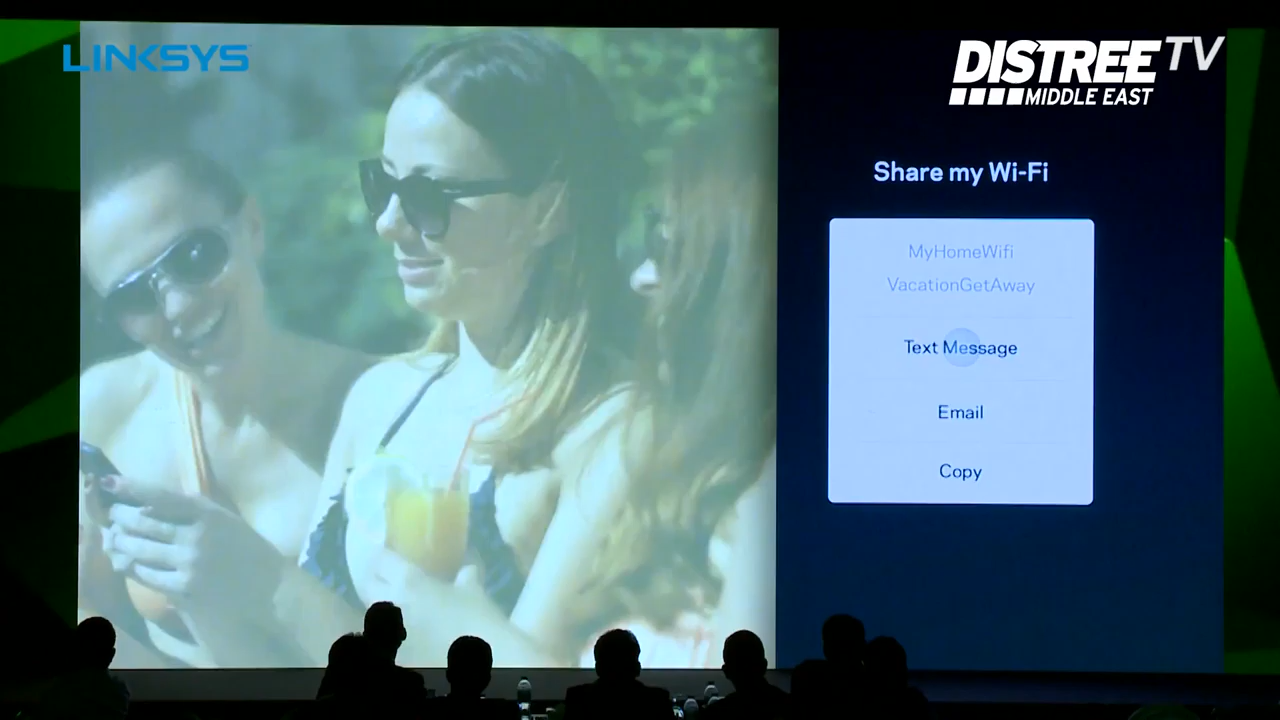 LINKSYS
DISTREE TV
MIDDLE EAST
Share my Wi-Fi
MyHomeWifi
VacationGetAway
Text Message
Email
Copy